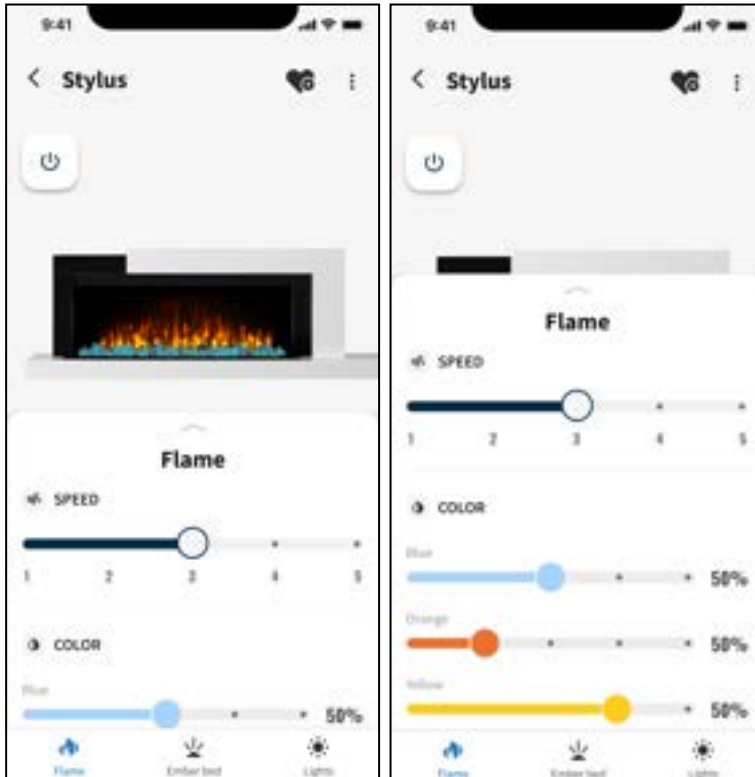 9:41
Stylus
Flame
SPEED
1 2 3 4 5
COLOR
Blue
50%
Flame Ember bed Lights
9:41
Stylus
Flame
SPEED
1 2 3 4 5
COLOR
Blue
50%
Orange
50%
Yellow
50%
Flame Ember bed Lights